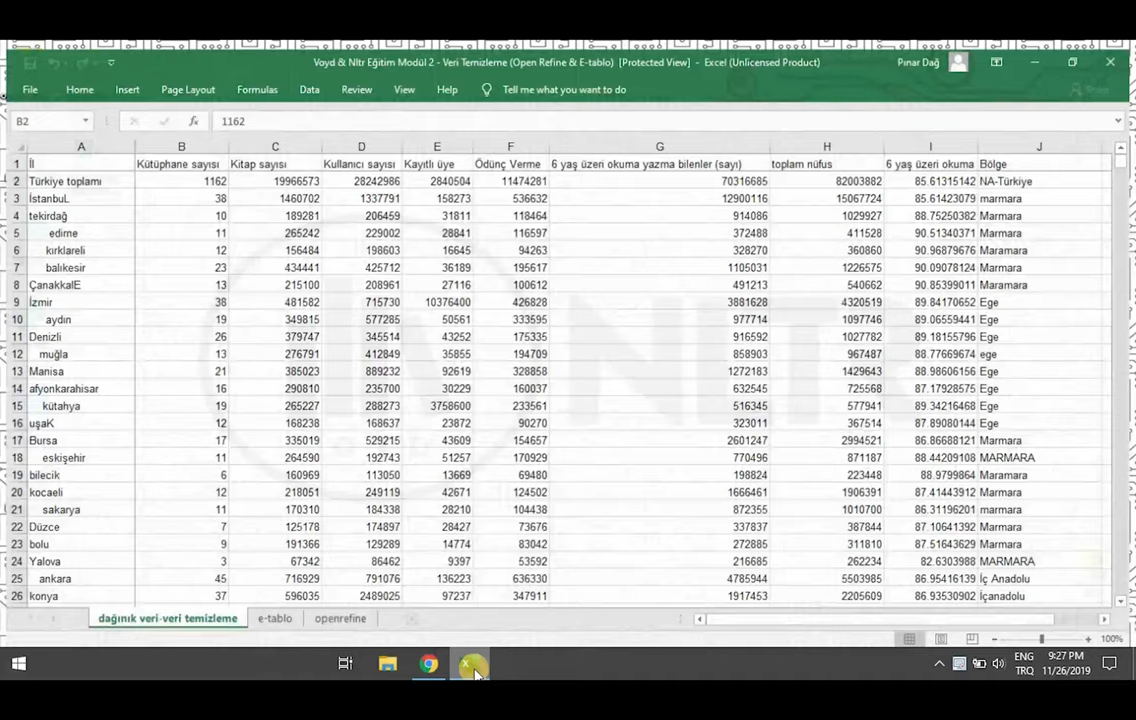 Voyd & Nltr Eğitim Modül 2 - Veri Temizleme (Open Refine & E-tablo) [Protected View] - Excel (Unlicensed Product) Pınar Dağ
File Home Insert Page Layout Formulas Data Review View Help Tell me what you want to do Share
B2 fx 1162
A B C D E F G H I J
1 İl Kütüphane sayısı Kitap sayısı Kullanıcı sayısı Kayıtlı üye Ödünç Verme 6 yaş üzeri okuma yazma bilenler (sayı) toplam nüfus 6 yaş üzeri okuma Bölge
2 Türkiye toplamı 1162 19966573 28242986 2840504 11474281 70316685 82003882 85.61315142 NA-Türkiye
3 İstanbuL 38 1460702 1337791 158273 536632 12900116 15067724 85.61423079 marmara
4 tekirdağ 10 189281 206459 31811 118464 914086 1029927 88.75250382 Marmara
5 edirne 11 265242 229002 28841 116597 372488 411528 90.51340371 Marmara
6 kırklareli 12 156484 198603 16645 94263 328270 360860 90.96879676 Maramara
7 balıkesir 23 434441 425712 36189 195617 1105031 1226575 90.09078124 Marmara
8 ÇanakkalE 13 215100 208961 27116 100612 491213 540662 90.85399011 Maramara
9 İzmir 38 481582 715730 10376400 426828 3881628 4320519 89.84170652 Ege
10 aydın 19 349815 577285 50561 333595 977714 1097746 89.06559441 Ege
11 Denizli 26 379747 345514 43252 175335 916592 1027782 89.18155796 Ege
12 muğla 13 276791 412849 35855 194709 858903 967487 88.77669674 ege
13 Manisa 21 385023 889232 92619 328858 1272183 1429643 88.98606156 Ege
14 afyonkarahisar 16 290810 235700 30229 160037 632545 725568 87.17928575 Ege
15 kütahya 19 265227 288273 3758600 233561 516345 577941 89.34216468 Ege
16 uşaK 12 168238 168637 23872 90270 323011 367514 87.89080144 Ege
17 Bursa 17 335019 529215 43609 154657 2601247 2994521 86.86688121 Marmara
18 eskişehir 11 264590 192743 51257 170929 770496 871187 88.44209108 MARMARA
19 bilecik 6 160969 113050 13669 69480 198824 223448 88.9799864 Maramara
20 kocaeli 12 218051 249119 42671 124502 1666461 1906391 87.41443912 Marmara
21 sakarya 11 170310 184338 28210 104438 872355 1010700 86.31196201 marmara
22 Düzce 7 125178 174897 28427 73676 337837 387844 87.10641392 Marmara
23 bolu 9 191366 129289 14774 83042 272885 311810 87.51643629 Marmara
24 Yalova 3 67342 86462 9397 53592 216685 262234 82.6303988 MARMARA
25 ankara 45 716929 791076 136223 636330 4785944 5503985 86.95416139 İç Anadolu
26 konya 37 596035 2489025 97237 347911 1917453 2205609 86.93530902 İçanadolu
dağınık veri-veri temizleme e-tablo openrefine
100%
ENG 9:27 PM
TRQ 11/26/2019